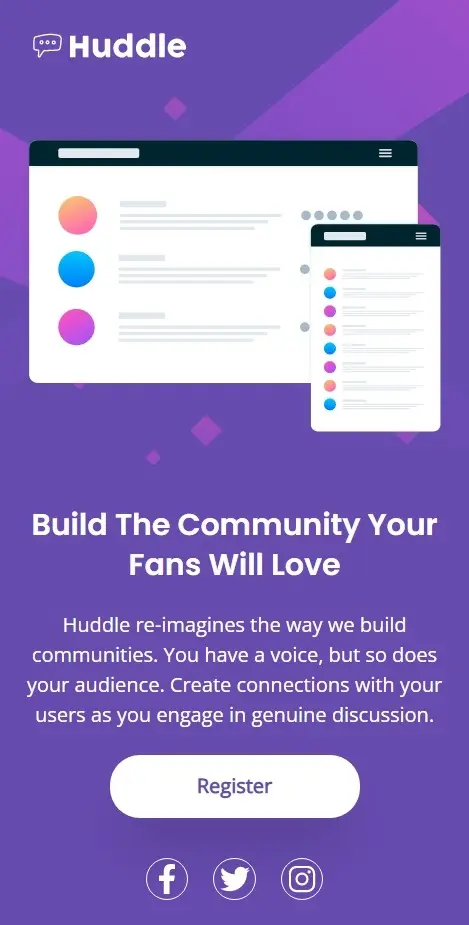 Huddle
Build The Community Your
Fans Will Love
Huddle re-imagines the way we build
communities. You have a voice, but so does
your audience. Create connections with your
users as you engage in genuine discussion.
Register